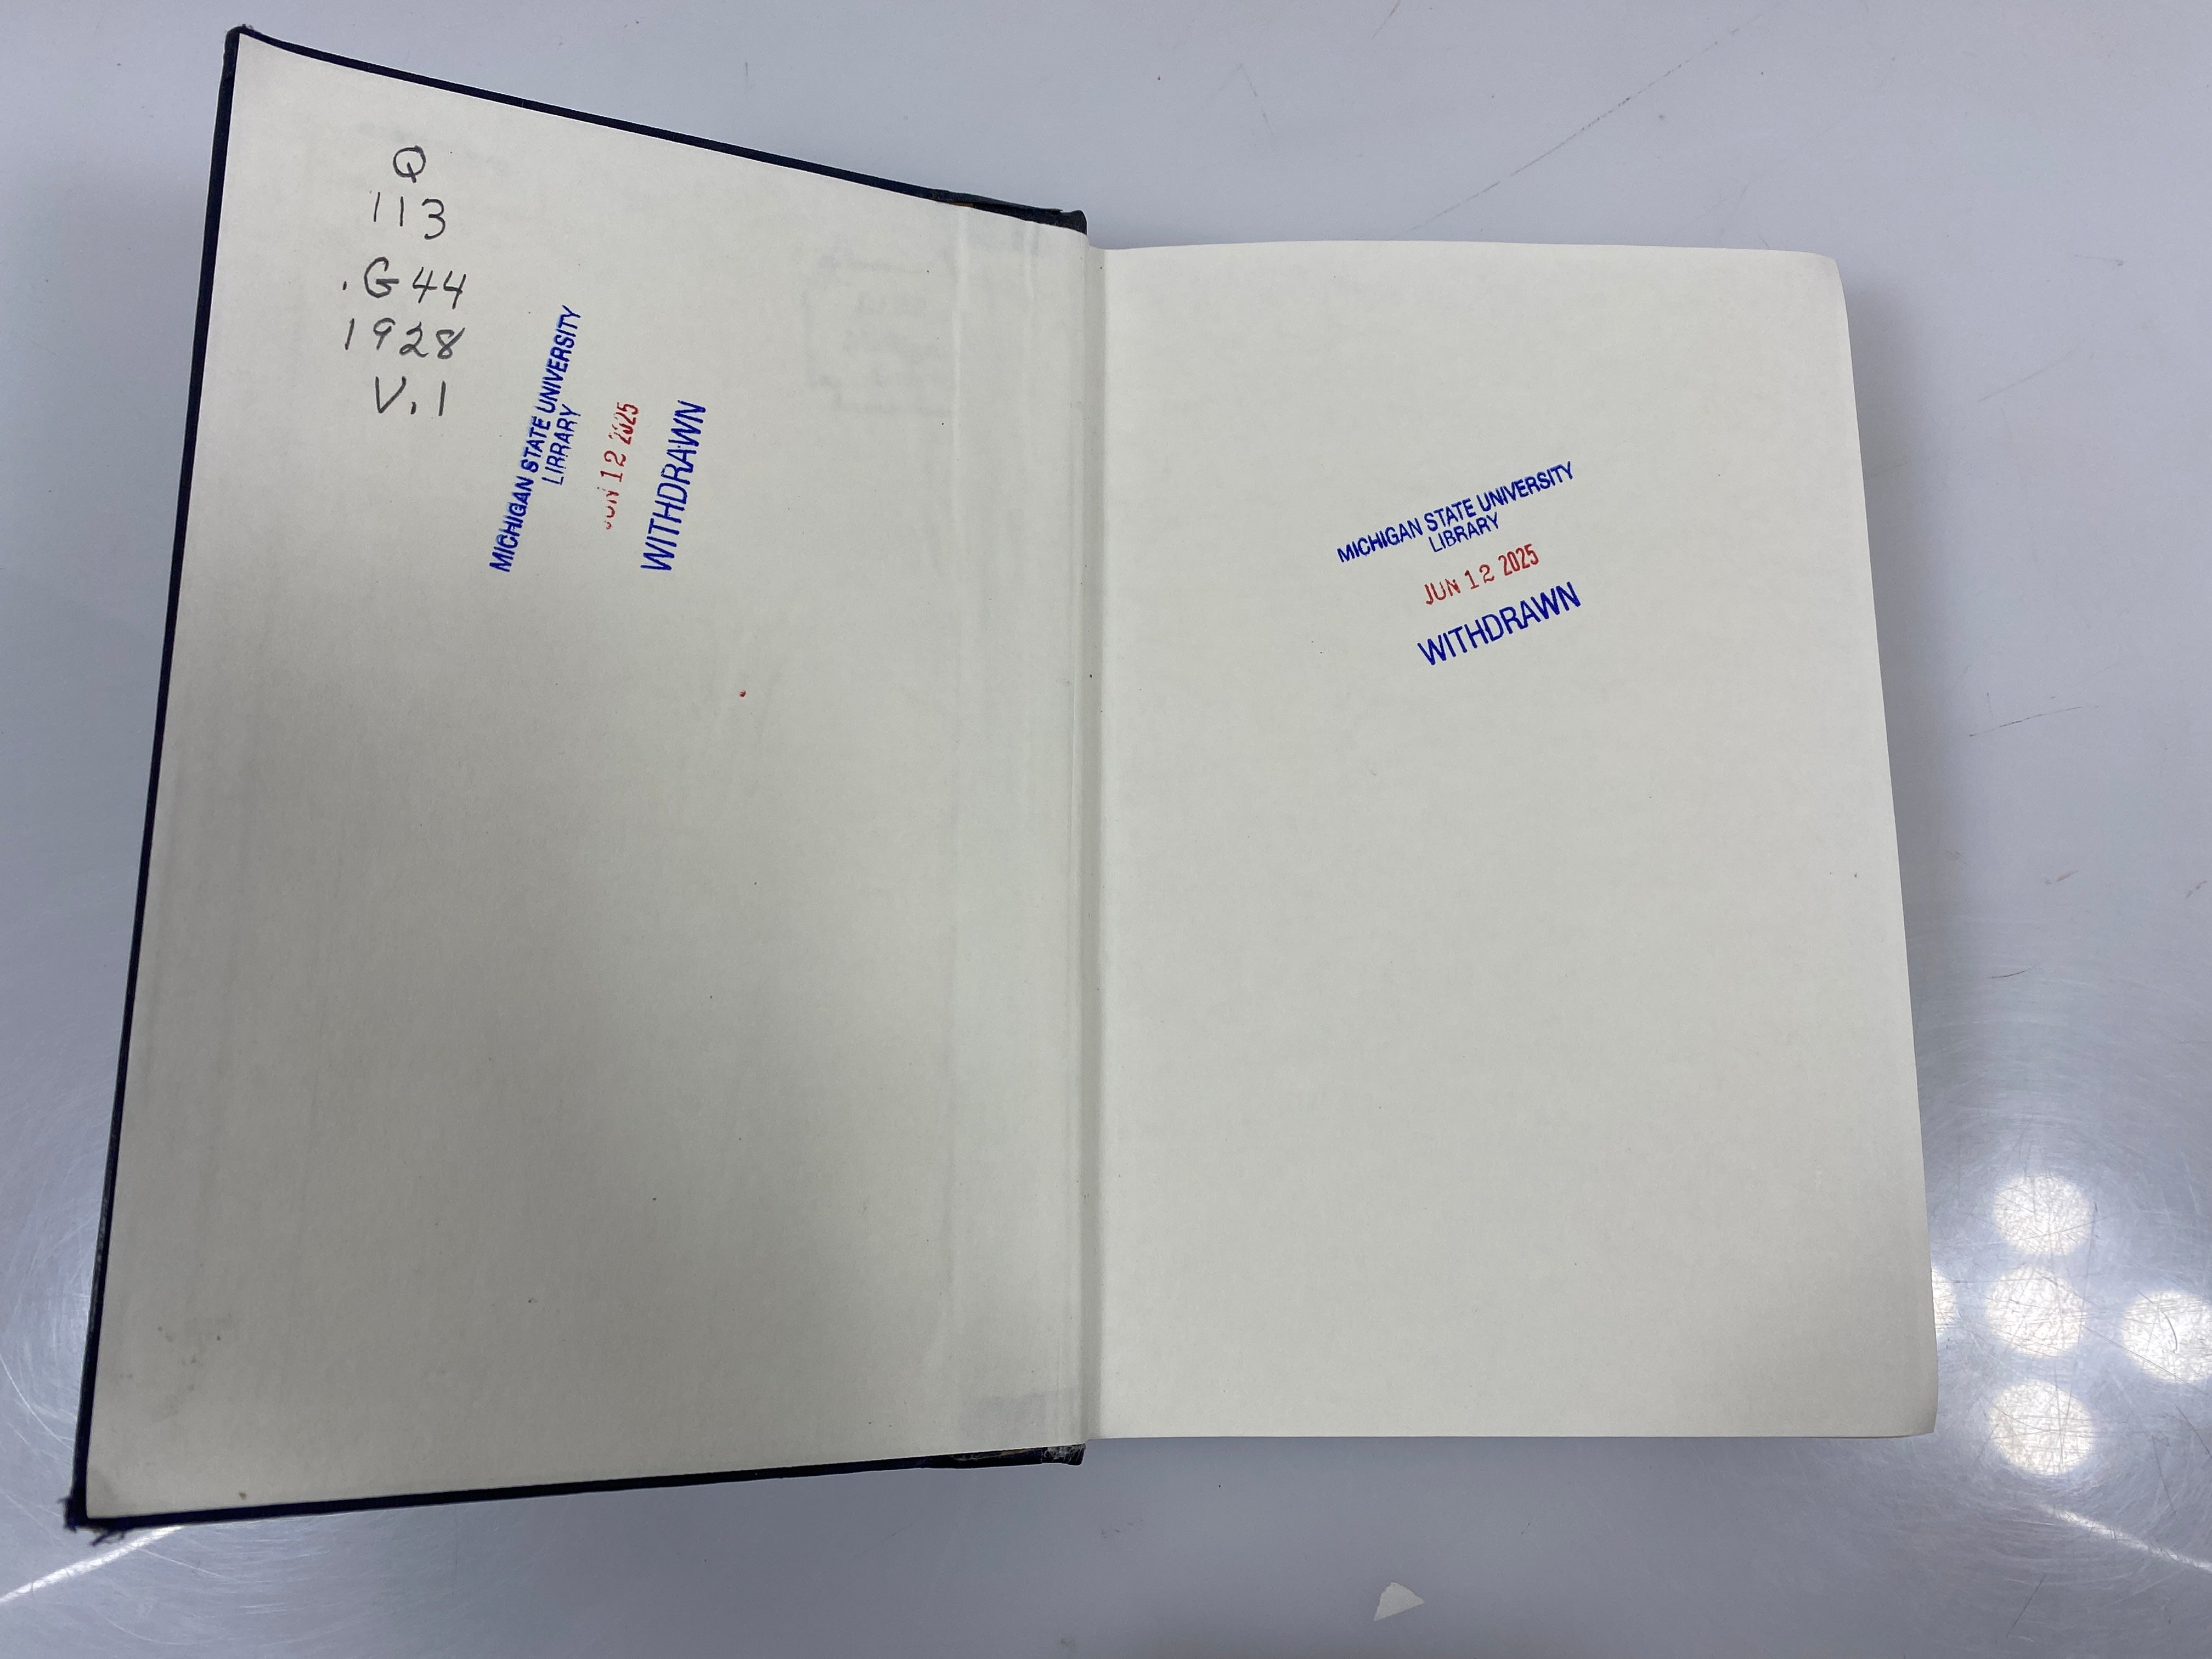 Q
113
.G44
1928
V.1
MICHIGAN STATE UNIVERSITY
LIBRARY
JUN 12 2025
WITHDRAWN
MICHIGAN STATE UNIVERSITY
LIBRARY
JUN 12 2025
WITHDRAWN